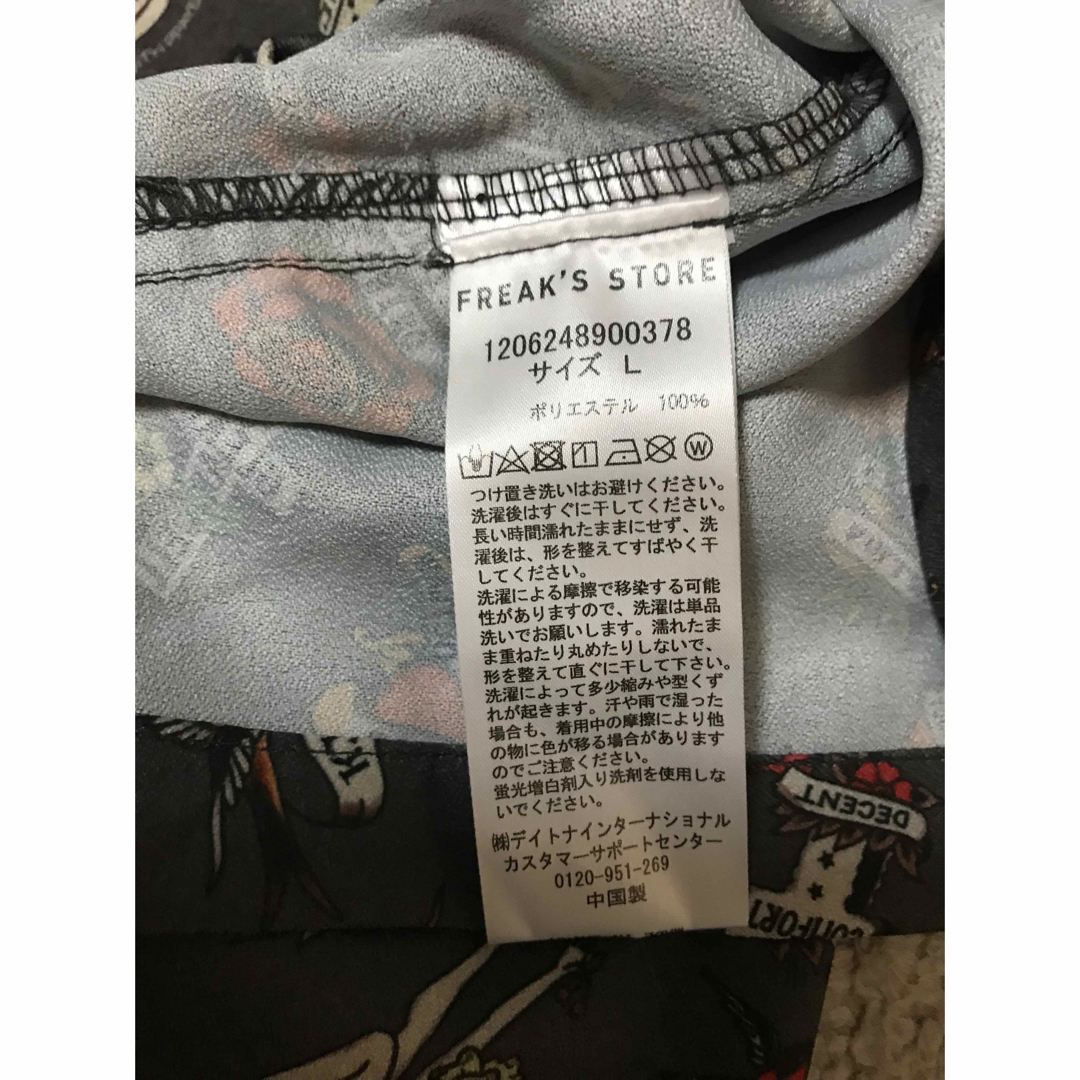 FREAK'S STORE
1206248900378
サイズ L
ポリエステル 100%
W
つけ置き洗いはお避けください。
洗濯後はすぐに干してください。
長い時間濡れたままにせず、洗
濯後は、形を整えてすばやく干
してください。
洗濯による摩擦で移染する可能
性がありますので、洗濯は単品
洗いでお願いします。濡れたま
ま重ねたり丸めたりしないで、
形を整えて直ぐに干して下さい。
洗濯によって多少縮みや型くず
れが起きます。汗や雨で湿った
場合も、着用中の摩擦により他
の物に色が移る場合があります
のでご注意ください。
蛍光増白剤入り洗剤を使用しな
いでください。
㈱デイトナインターナショナル
カスタマーサポートセンター
0120-951-269
中国製
DECENT
COMFORT